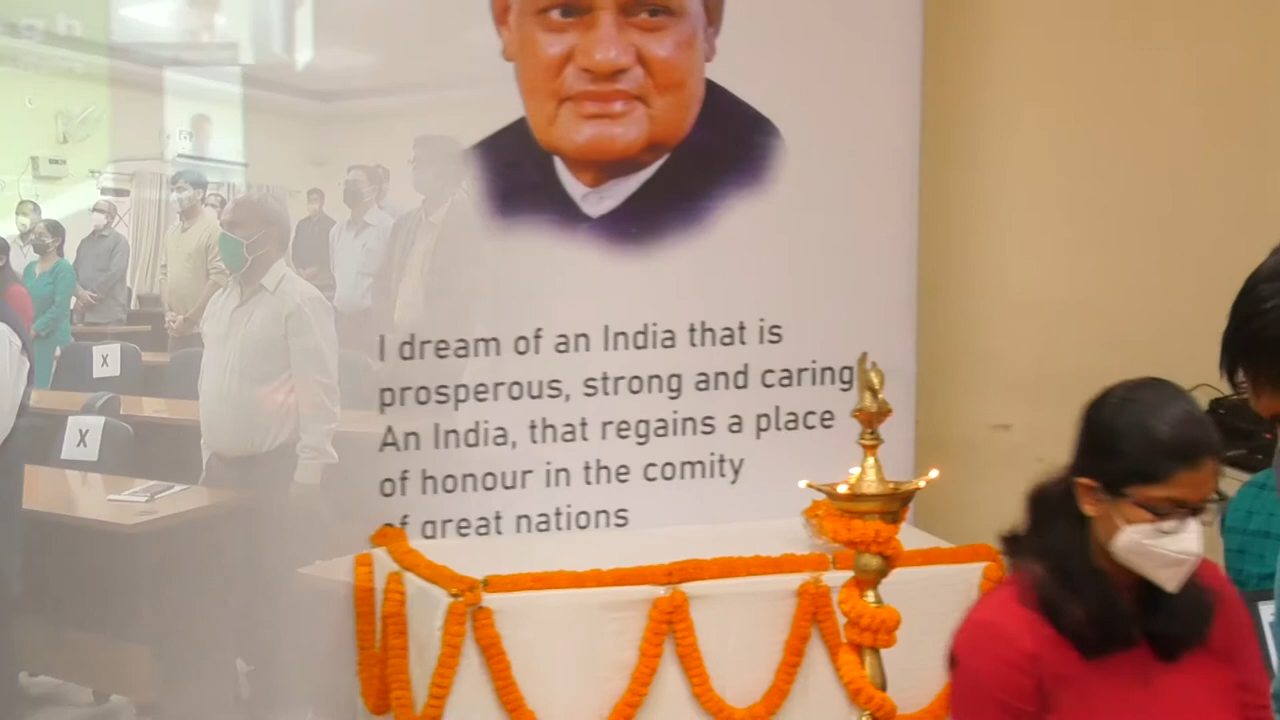 I dream of an India that is
prosperous, strong and caring
An India, that regains a place
of honour in the comity
of great nations
X
X